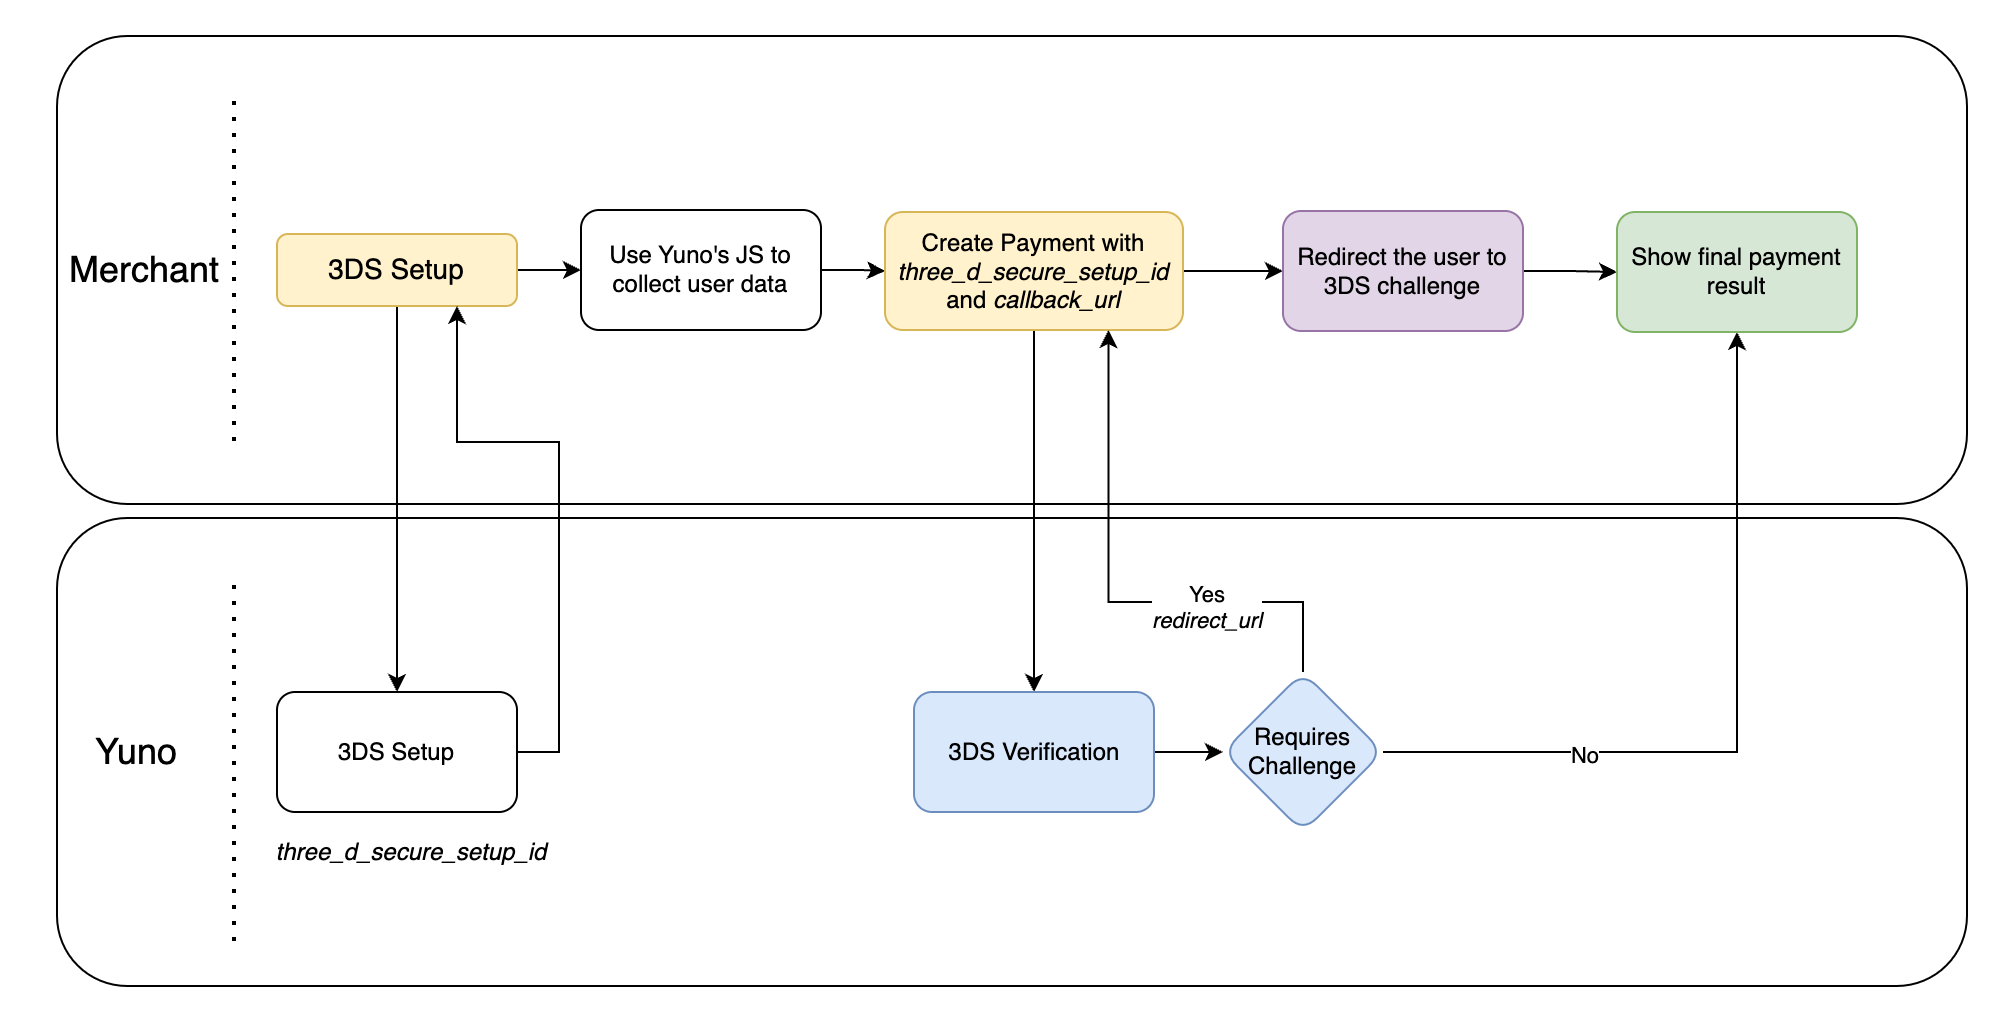 Merchant
3DS Setup
Use Yuno's JS to
collect user data
Create Payment with
three_d_secure_setup_id
and callback_url
Redirect the user to
3DS challenge
Show final payment
result
Yes
redirect_url
Yuno
3DS Setup
three_d_secure_setup_id
3DS Verification
Requires
Challenge
No